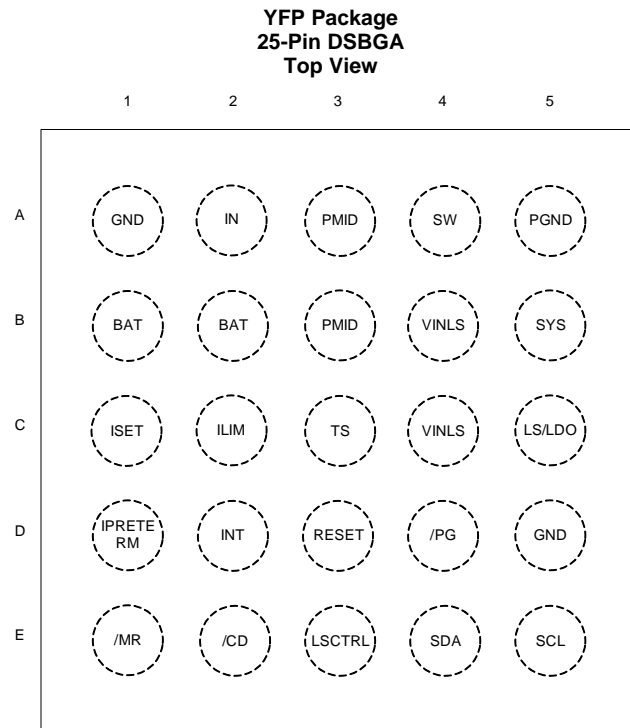 YFP Package
25-Pin DSBGA
Top View
1 2 3 4 5
A GND IN PMID SW PGND
B BAT BAT PMID VINLS SYS
C ISET ILIM TS VINLS LS/LDO
D IPRETE
RM INT RESET /PG GND
E /MR /CD LSCTRL SDA SCL